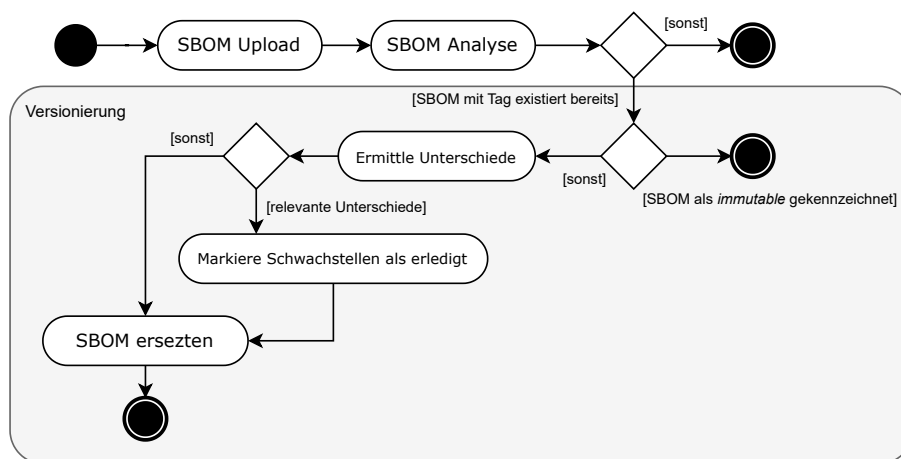 SBOM Upload
SBOM Analyse
[sonst]
[SBOM mit Tag existiert bereits]
Versionierung
[sonst]
Ermittle Unterschiede
[sonst]
[SBOM als immutable gekennzeichnet]
[relevante Unterschiede]
Markiere Schwachstellen als erledigt
SBOM ersezten